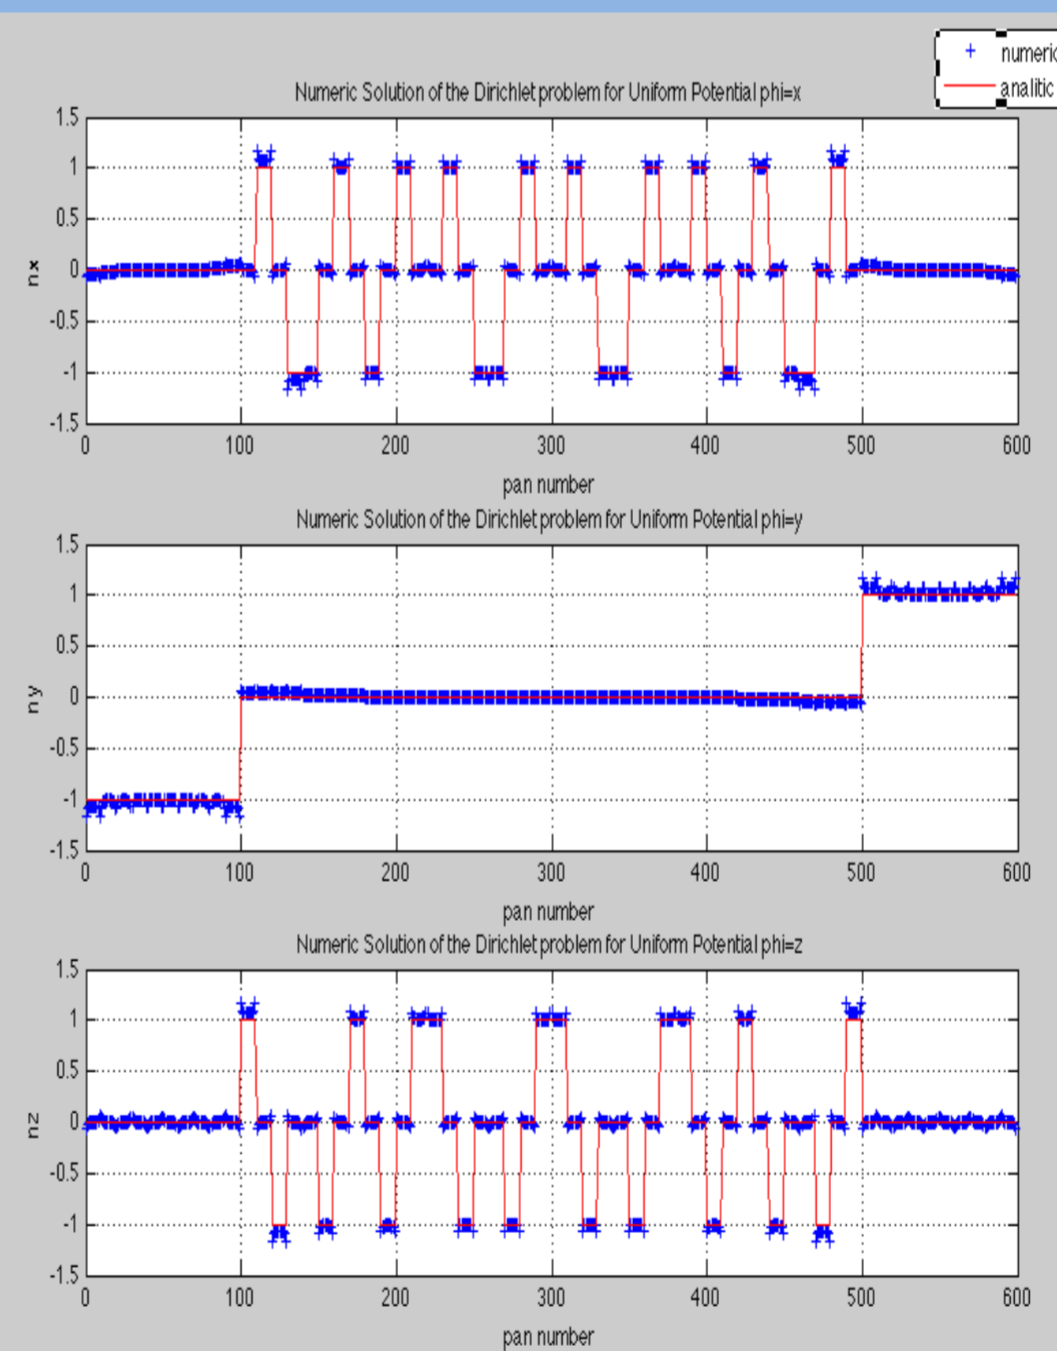 numeric
analitic
Numeric Solution of the Dirichlet problem for Uniform Potential phi=x
1.5
1
0.5
0
-0.5
-1
-1.5
nx
0 100 200 300 400 500 600
pan number
Numeric Solution of the Dirichlet problem for Uniform Potential phi=y
1.5
1
0.5
0
-0.5
-1
-1.5
ny
0 100 200 300 400 500 600
pan number
Numeric Solution of the Dirichlet problem for Uniform Potential phi=z
1.5
1
0.5
0
-0.5
-1
-1.5
nz
0 100 200 300 400 500 600
pan number